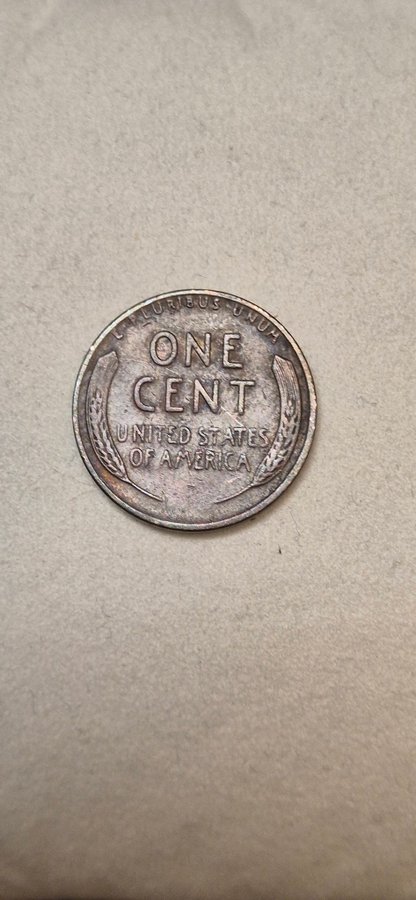 E·PLURIBUS·UNUM
ONE
CENT
UNITED STATES
OF AMERICA